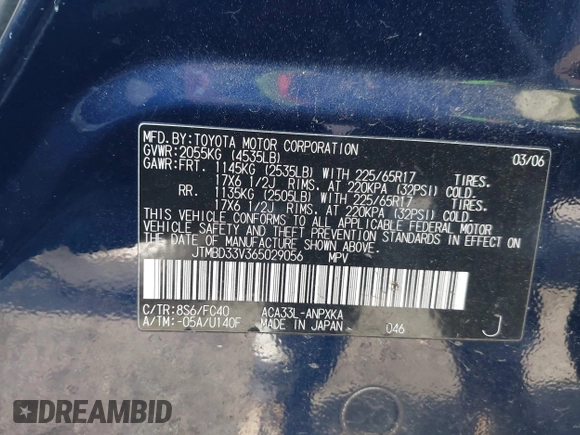 MFD.BY:TOYOTA MOTOR CORPORATION 03/06
GVWR:2055KG (4535LB)
GAWR:FRT. 1145KG (2535LB) WITH 225/65R17 TIRES.
17X6 1/2J RIMS. AT 220KPA (32PSI) COLD.
RR. 1135KG (2505LB) WITH 225/65R17 TIRES.
17X6 1/2J RIMS. AT 220KPA (32PSI) COLD.
THIS VEHICLE CONFORMS TO ALL APPLICABLE FEDERAL MOTOR
VEHICLE SAFETY AND THEFT PREVENTION STANDARDS IN EFFECT ON
THE DATE OF MANUFACTURE SHOWN ABOVE.
JTMBD33V365029056 MPV
C/TR:8S6/FC40 ACA33L-ANPXKA
A/TM:-05A/U140F MADE IN JAPAN 046 J
DREAMBID